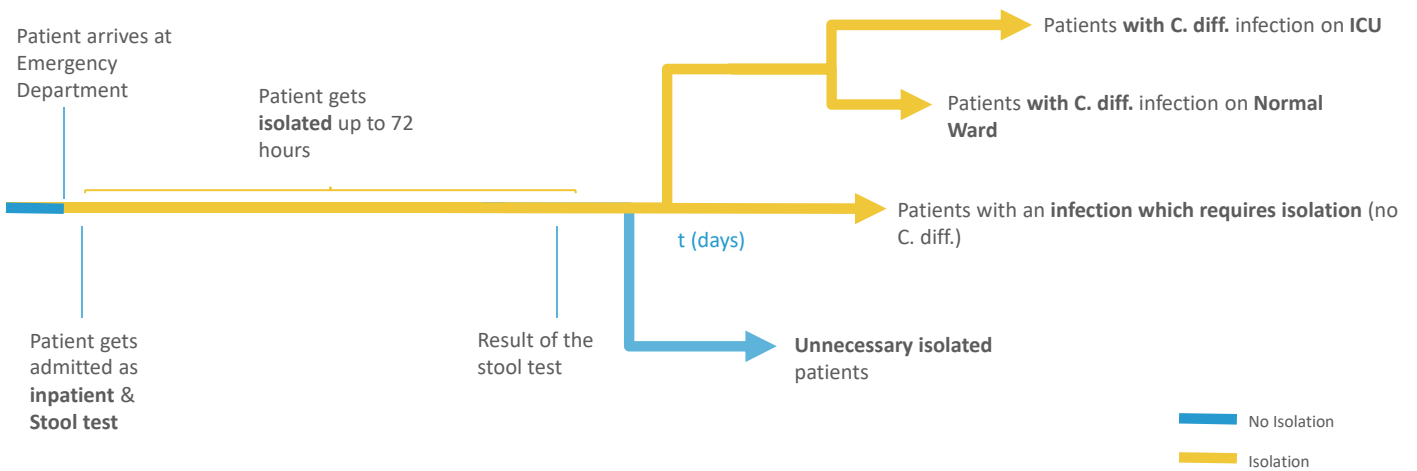 Patient arrives at
Emergency
Department
Patient gets
isolated up to 72
hours
Patients with C. diff. infection on ICU
Patients with C. diff. infection on Normal
Ward
Patients with an infection which requires isolation (no
C. diff.)
t (days)
Patient gets
admitted as
inpatient &
Stool test
Result of the
stool test
Unnecessary isolated
patients
No Isolation
Isolation